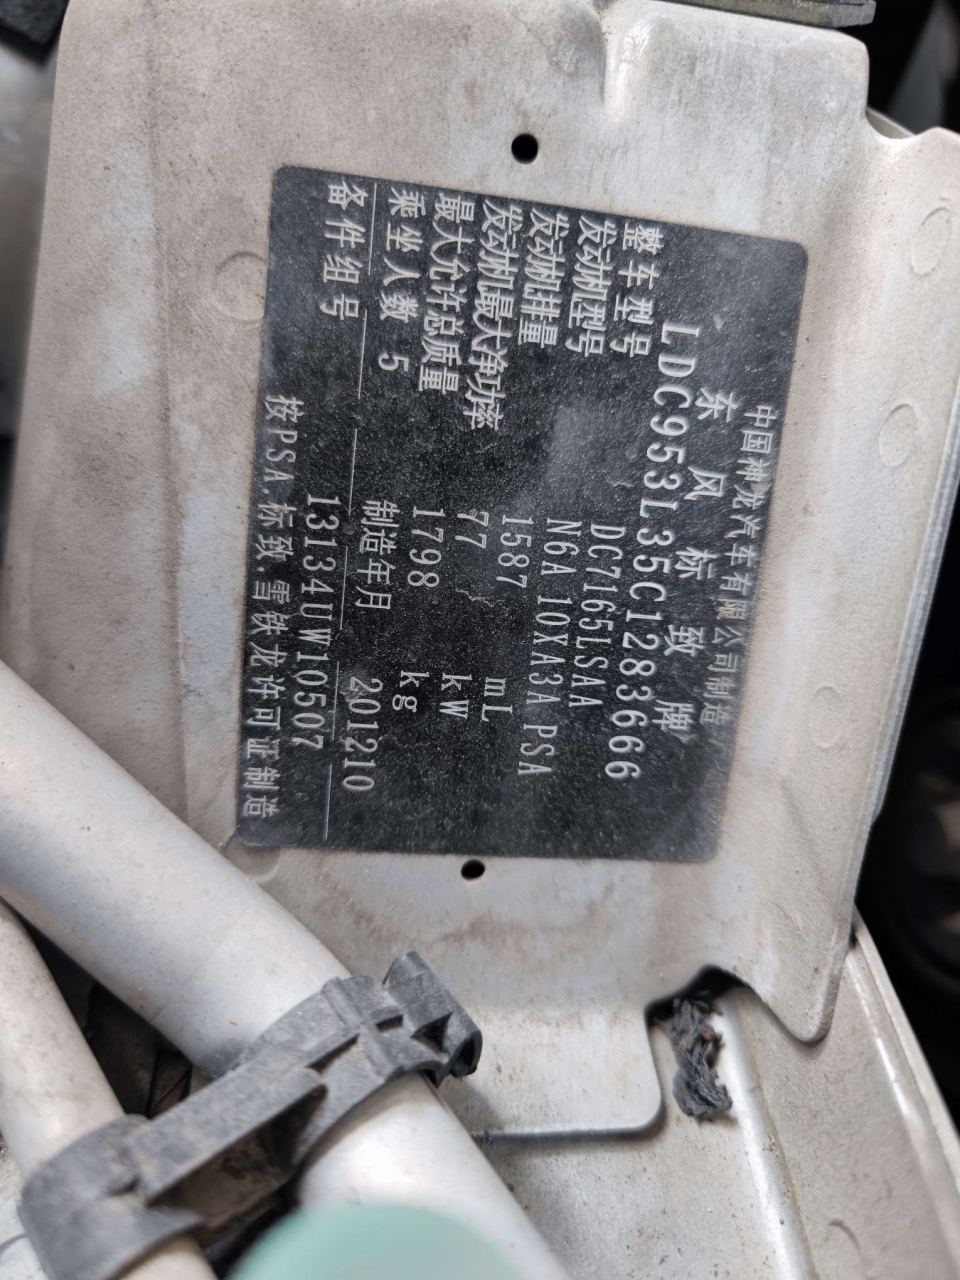 中国神龙汽车有限公司制造
东风标致牌
LDC953L35C1283666
整车型号 DC7165LSAA
发动机型号 N6A 10XA3A PSA
发动机排量 1587 mL
发动机最大净功率 77 kW
最大允许总质量 1798 kg
乘坐人数 5 制造年月 201210
备件组号 13134UW10507
按PSA.标致.雪铁龙许可证制造